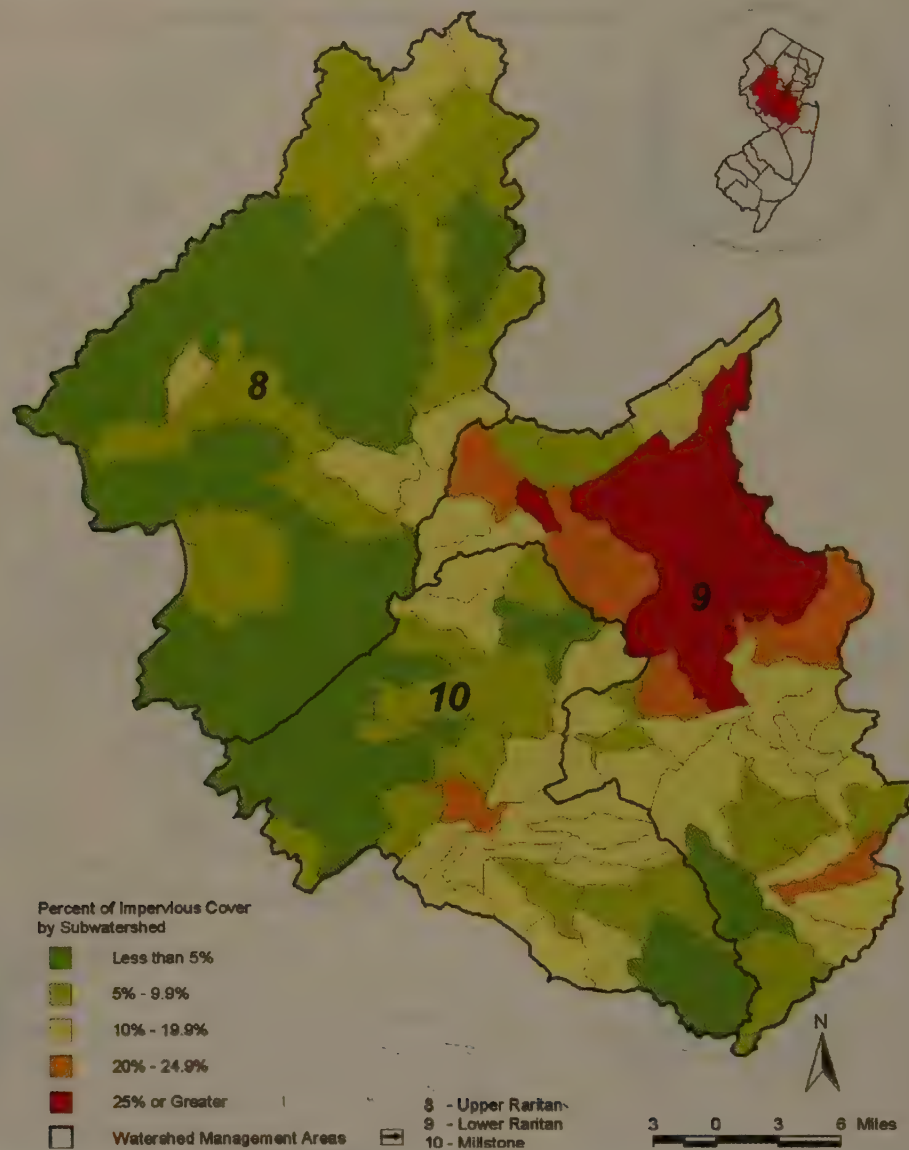 8
9
10
Percent of Impervious Cover
by Subwatershed
Less than 5%
5% - 9.9%
10% - 19.9%
20% - 24.9%
25% or Greater
Watershed Management Areas
8 - Upper Raritan
9 - Lower Raritan
10 - Millstone
N
3 0 3 6 Miles